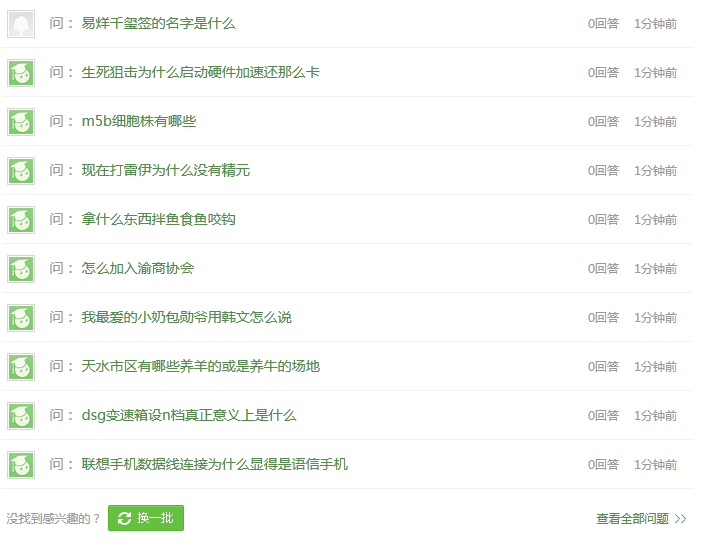 问： 易烊千玺签的名字是什么 0回答 1分钟前
问： 生死狙击为什么启动硬件加速还那么卡 0回答 1分钟前
问： m5b细胞株有哪些 0回答 1分钟前
问： 现在打雷伊为什么没有精元 0回答 1分钟前
问： 拿什么东西拌鱼食鱼咬钩 0回答 1分钟前
问： 怎么加入渝商协会 0回答 1分钟前
问： 我最爱的小奶包勋爷用韩文怎么说 0回答 1分钟前
问： 天水市区有哪些养羊的或是养牛的场地 0回答 1分钟前
问： dsg变速箱设n档真正意义上是什么 0回答 1分钟前
问： 联想手机数据线连接为什么显得是语信手机 0回答 1分钟前
没找到感兴趣的？ 换一批 查看全部问题 >>